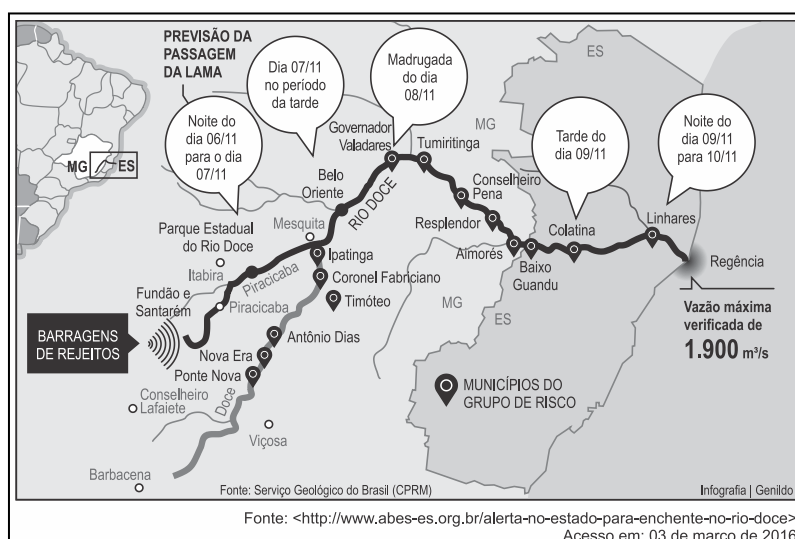 PREVISÃO DA
PASSAGEM
DA LAMA
Noite do
dia 06/11
para o dia
07/11
Dia 07/11
no período
da tarde
Madrugada
do dia
08/11
Tarde do
dia 09/11
Noite do
dia 09/11
para 10/11
MG
ES
ES
MG
MG
ES
Governador
Valadares
Tumiritinga
Belo
Oriente
RIO DOCE
Conselheiro
Pena
Resplendor
Aimorés
Baixo
Guandu
Colatina
Linhares
Regência
Parque Estadual
do Rio Doce
Mesquita
Itabira
Piracicaba
Ipatinga
Coronel Fabriciano
Timóteo
Fundão e
Santarém
Piracicaba
BARRAGENS
DE REJEITOS
Antônio Dias
Nova Era
Ponte Nova
Conselheiro
Lafaiete
Doce
Viçosa
Barbacena
Vazão máxima
verificada de
1.900 m³/s
MUNICÍPIOS DO
GRUPO DE RISCO
Fonte: Serviço Geológico do Brasil (CPRM)
Infografia | Genildo
Fonte: <http://www.abes-es.org.br/alerta-no-estado-para-enchente-no-rio-doce>
Acesso em: 03 de março de 2016